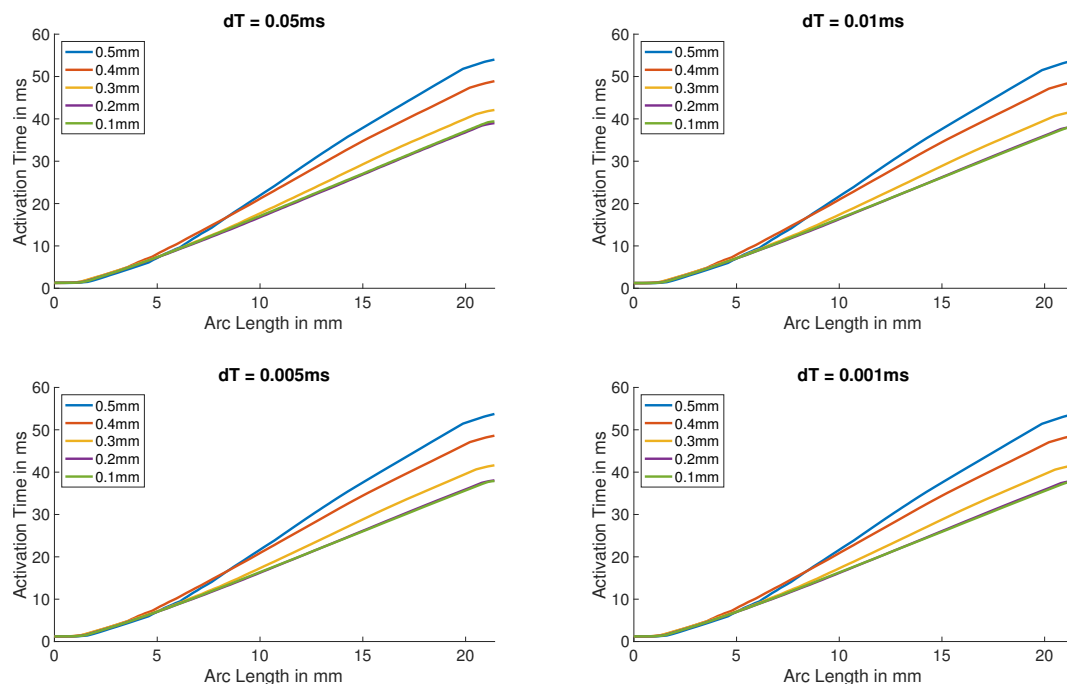 dT = 0.05ms
60
50
40
30
20
10
0
0.5mm
0.4mm
0.3mm
0.2mm
0.1mm
Activation Time in ms
0 5 10 15 20
Arc Length in mm
dT = 0.01ms
60
50
40
30
20
10
0
0.5mm
0.4mm
0.3mm
0.2mm
0.1mm
Activation Time in ms
0 5 10 15 20
Arc Length in mm
dT = 0.005ms
60
50
40
30
20
10
0
0.5mm
0.4mm
0.3mm
0.2mm
0.1mm
Activation Time in ms
0 5 10 15 20
Arc Length in mm
dT = 0.001ms
60
50
40
30
20
10
0
0.5mm
0.4mm
0.3mm
0.2mm
0.1mm
Activation Time in ms
0 5 10 15 20
Arc Length in mm